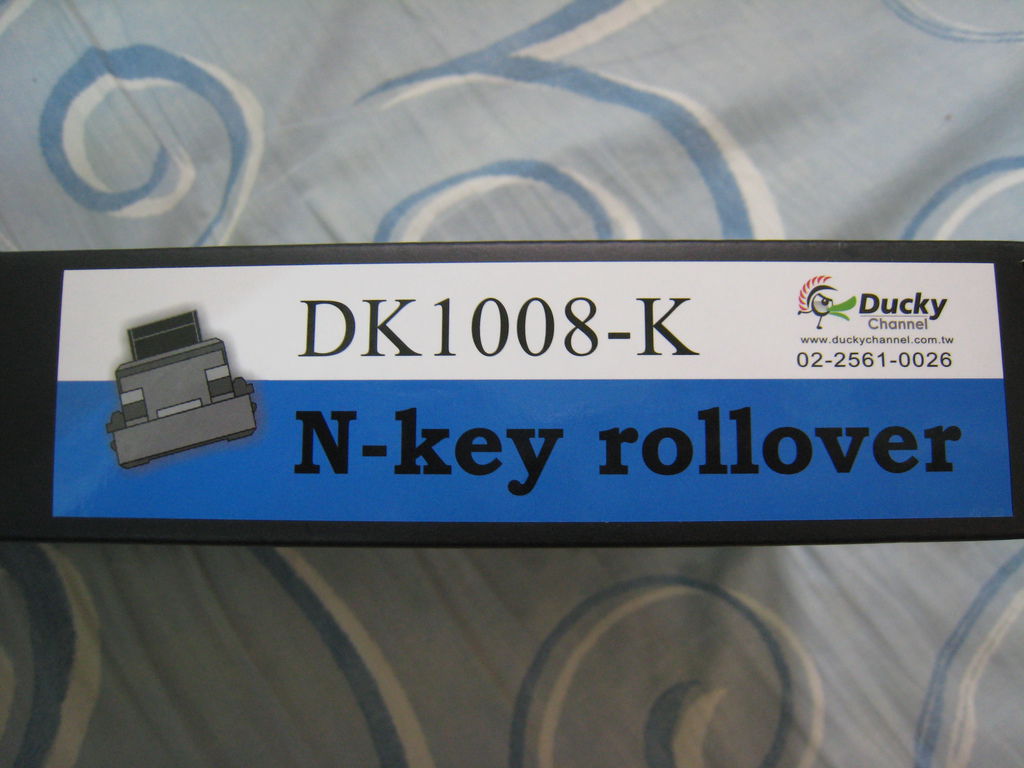 DK1008-K
Ducky
Channel
www.duckychannel.com.tw
02-2561-0026
N-key rollover